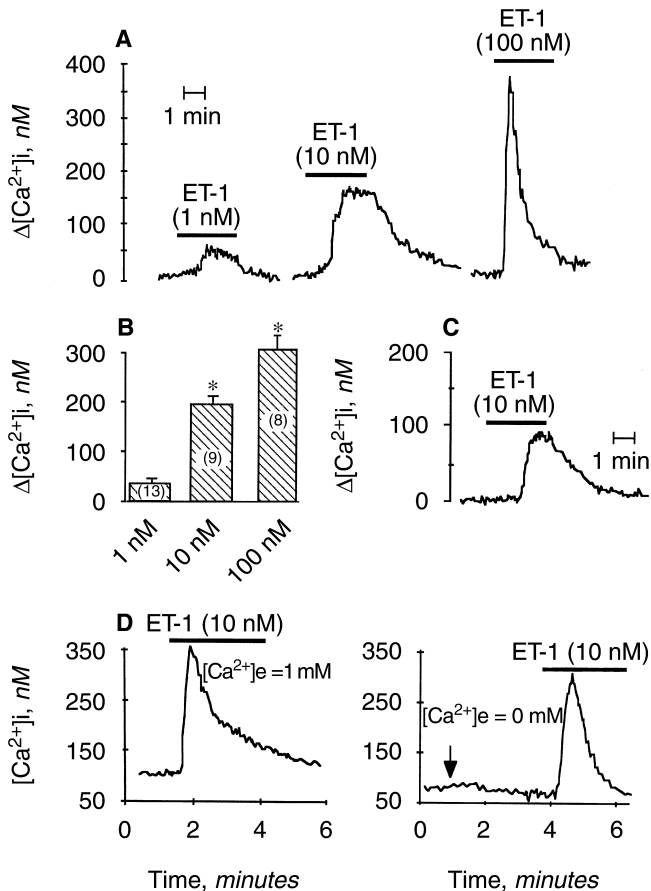 A
Δ[Ca²⁺]i, nM
400
300
200
100
0
1 min
ET-1
(1 nM)
ET-1
(10 nM)
ET-1
(100 nM)
B
Δ[Ca²⁺]i, nM
300
200
100
0
(13)
*
(9)
*
(8)
1 nM
10 nM
100 nM
C
Δ[Ca²⁺]i, nM
200
100
0
ET-1
(10 nM)
1 min
D
[Ca²⁺]i, nM
350
250
150
50
ET-1 (10 nM)
[Ca²⁺]e = 1 mM
0 2 4 6
Time, minutes
350
250
150
50
ET-1 (10 nM)
[Ca²⁺]e = 0 mM
0 2 4 6
Time, minutes